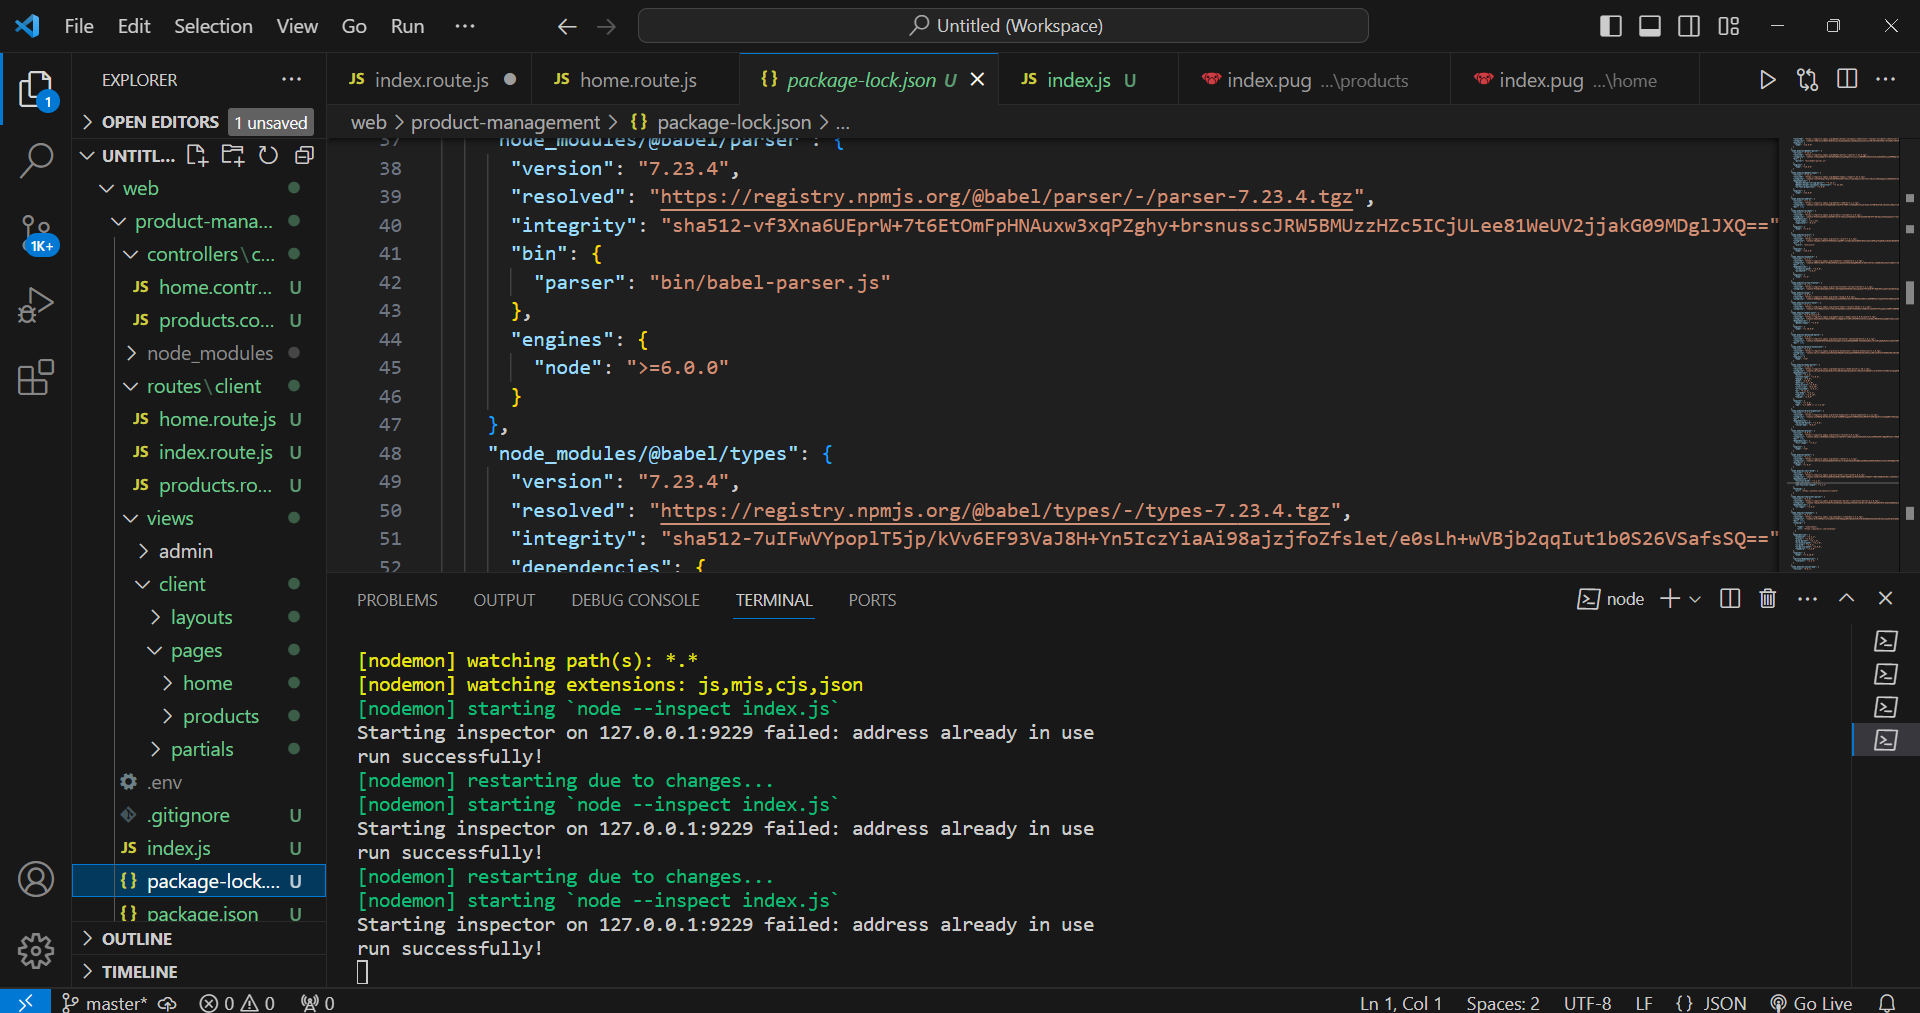 File Edit Selection View Go Run ···
Untitled (Workspace)
EXPLORER
1
OPEN EDITORS 1 unsaved
UNTITL...
web
product-mana...
controllers\c...
JS home.contr... U
JS products.co... U
node_modules
routes\client
JS home.route.js U
JS index.route.js U
JS products.ro... U
views
admin
client
layouts
pages
home
products
partials
.env
.gitignore U
JS index.js U
{} package-lock.... U
{} package.json U
OUTLINE
TIMELINE
1K+
JS index.route.js
JS home.route.js
{} package-lock.json U
JS index.js U
index.pug ...\products
index.pug ...\home
web > product-management > {} package-lock.json > ...
37 "node_modules/@babel/parser": {
38 "version": "7.23.4",
39 "resolved": "https://registry.npmjs.org/@babel/parser/-/parser-7.23.4.tgz",
40 "integrity": "sha512-vf3Xna6UEprW+7t6EtOmFpHNAuxw3xqPZghy+brsnusscJRW5BMUzzHZc5ICjULee81WeUV2jjakG09MDglJXQ=="
41 "bin": {
42 "parser": "bin/babel-parser.js"
43 },
44 "engines": {
45 "node": ">=6.0.0"
46 }
47 },
48 "node_modules/@babel/types": {
49 "version": "7.23.4",
50 "resolved": "https://registry.npmjs.org/@babel/types/-/types-7.23.4.tgz",
51 "integrity": "sha512-7uIFwVYpoplT5jp/kVv6EF93VaJ8H+Yn5IczYiaAi98ajzjfoZfslet/e0sLh+wVBjb2qqIut1b0S26VSafsSQ=="
52 "dependencies": {
PROBLEMS OUTPUT DEBUG CONSOLE TERMINAL PORTS
node
[nodemon] watching path(s): *.*
[nodemon] watching extensions: js,mjs,cjs,json
[nodemon] starting `node --inspect index.js`
Starting inspector on 127.0.0.1:9229 failed: address already in use
run successfully!
[nodemon] restarting due to changes...
[nodemon] starting `node --inspect index.js`
Starting inspector on 127.0.0.1:9229 failed: address already in use
run successfully!
[nodemon] restarting due to changes...
[nodemon] starting `node --inspect index.js`
Starting inspector on 127.0.0.1:9229 failed: address already in use
run successfully!
master* 0 0 0
Ln 1, Col 1 Spaces: 2 UTF-8 LF {} JSON Go Live